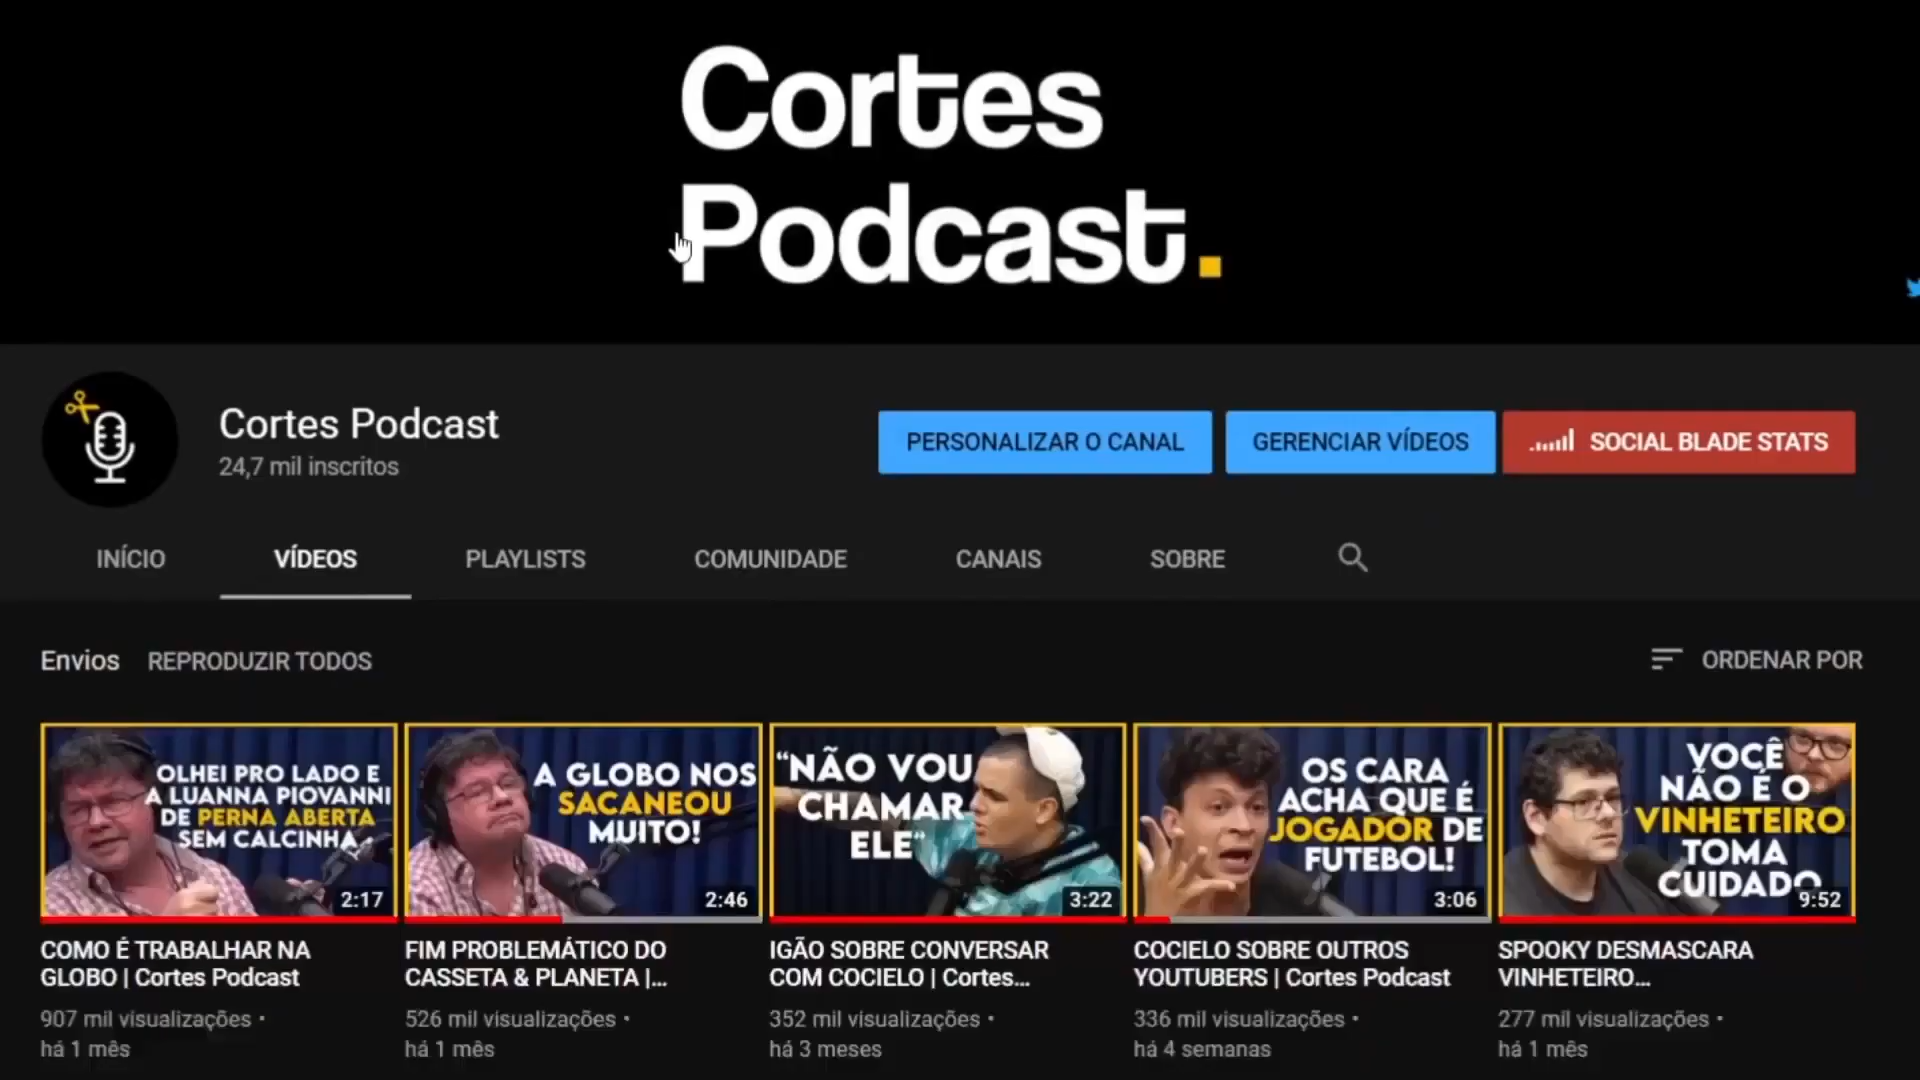 Cortes
Podcast.
Cortes Podcast
24,7 mil inscritos
PERSONALIZAR O CANAL
GERENCIAR VÍDEOS
SOCIAL BLADE STATS
INÍCIO
VÍDEOS
PLAYLISTS
COMUNIDADE
CANAIS
SOBRE
Envios
REPRODUZIR TODOS
ORDENAR POR
OLHEI PRO LADO E
A LUANNA PIOVANNI
DE PERNA ABERTA
SEM CALCINHA
2:17
COMO É TRABALHAR NA
GLOBO | Cortes Podcast
907 mil visualizações •
há 1 mês
A GLOBO NOS
SACANEOU
MUITO!
2:46
FIM PROBLEMÁTICO DO
CASSETA & PLANETA |...
526 mil visualizações •
há 1 mês
“NÃO VOU
CHAMAR
ELE”
3:22
IGÃO SOBRE CONVERSAR
COM COCIELO | Cortes...
352 mil visualizações •
há 3 meses
OS CARA
ACHA QUE É
JOGADOR DE
FUTEBOL!
3:06
COCIELO SOBRE OUTROS
YOUTUBERS | Cortes Podcast
336 mil visualizações •
há 4 semanas
VOCÊ
NÃO É O
VINHETEIRO
TOMA
CUIDADO
9:52
SPOOKY DESMASCARA
VINHETEIRO...
277 mil visualizações •
há 1 mês